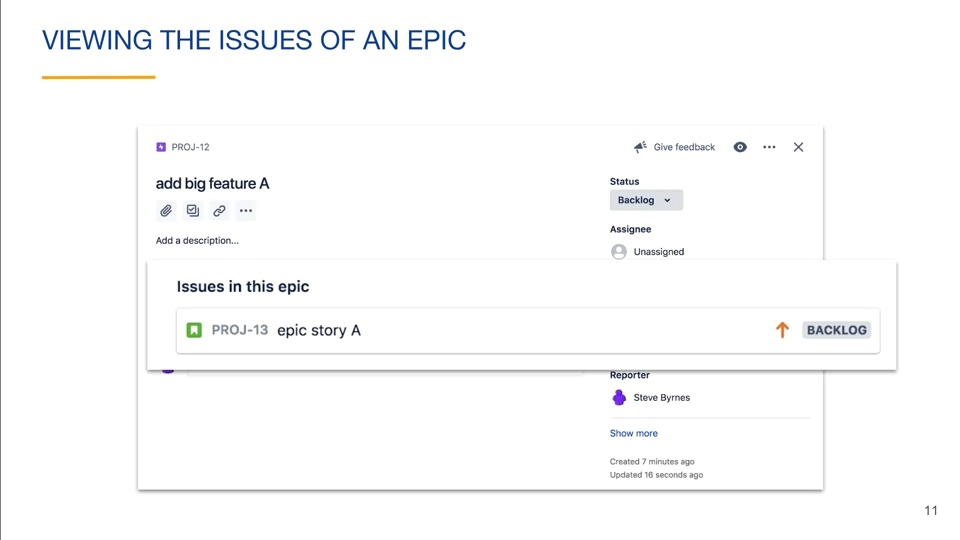 VIEWING THE ISSUES OF AN EPIC
PROJ-12
Give feedback
add big feature A
Status
Backlog
Assignee
Add a description...
Unassigned
Issues in this epic
PROJ-13 epic story A
BACKLOG
Reporter
Steve Byrnes
Show more
Created 7 minutes ago
Updated 16 seconds ago
11